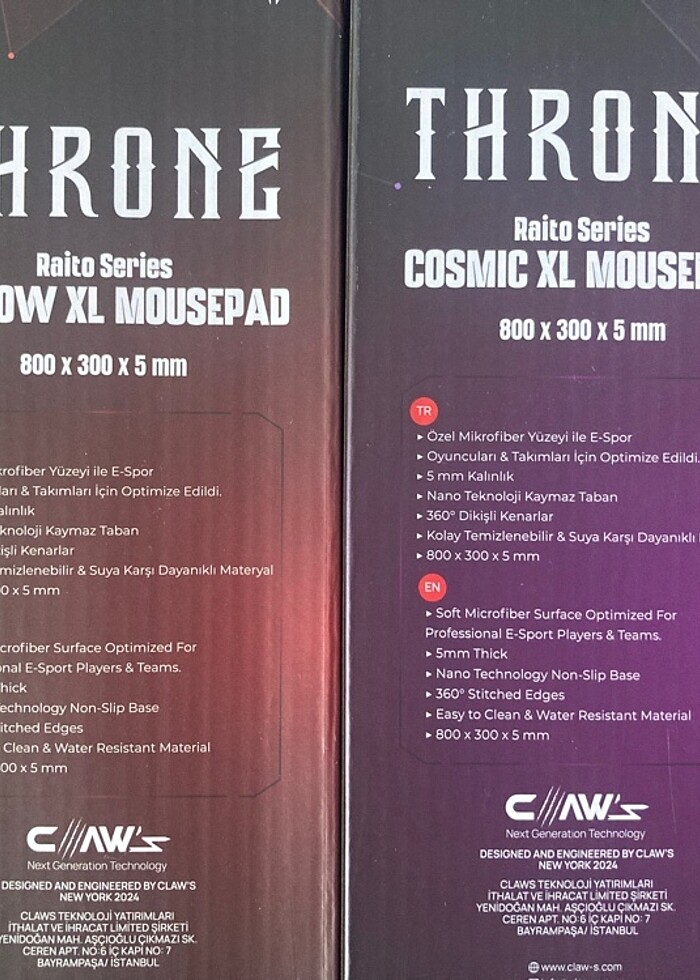 HRONE
Raito Series
OW XL MOUSEPAD
800 x 300 x 5 mm
krofiber Yüzeyi ile E-Spor
ları & Takımları İçin Optimize Edildi.
alınlık
knoloji Kaymaz Taban
işli Kenarlar
mizlenebilir & Suya Karşı Dayanıklı Materyal
0 x 5 mm
crofiber Surface Optimized For
nal E-Sport Players & Teams.
hick
echnology Non-Slip Base
titched Edges
Clean & Water Resistant Material
00 x 5 mm
CLAW's
Next Generation Technology
DESIGNED AND ENGINEERED BY CLAW'S
NEW YORK 2024
CLAWS TEKNOLOJİ YATIRIMLARI
İTHALAT VE İHRACAT LİMİTED ŞİRKETİ
YENİDOĞAN MAH. AŞÇIOĞLU ÇIKMAZI SK.
CEREN APT. NO:6 İÇ KAPI NO: 7
BAYRAMPAŞA/ İSTANBUL
THRON
Raito Series
COSMIC XL MOUSE
800 x 300 x 5 mm
TR
▸ Özel Mikrofiber Yüzeyi ile E-Spor
▸ Oyuncuları & Takımları İçin Optimize Edildi.
▸ 5 mm Kalınlık
▸ Nano Teknoloji Kaymaz Taban
▸ 360° Dikişli Kenarlar
▸ Kolay Temizlenebilir & Suya Karşı Dayanıklı
▸ 800 x 300 x 5 mm
EN
▸ Soft Microfiber Surface Optimized For
Professional E-Sport Players & Teams.
▸ 5mm Thick
▸ Nano Technology Non-Slip Base
▸ 360° Stitched Edges
▸ Easy to Clean & Water Resistant Material
▸ 800 x 300 x 5 mm
CLAW's
Next Generation Technology
DESIGNED AND ENGINEERED BY CLAW'S
NEW YORK 2024
CLAWS TEKNOLOJİ YATIRIMLARI
İTHALAT VE İHRACAT LİMİTED ŞİRKETİ
YENİDOĞAN MAH. AŞÇIOĞLU ÇIKMAZI SK.
CEREN APT. NO:6 İÇ KAPI NO: 7
BAYRAMPAŞA/ İSTANBUL
www.claw-s.com